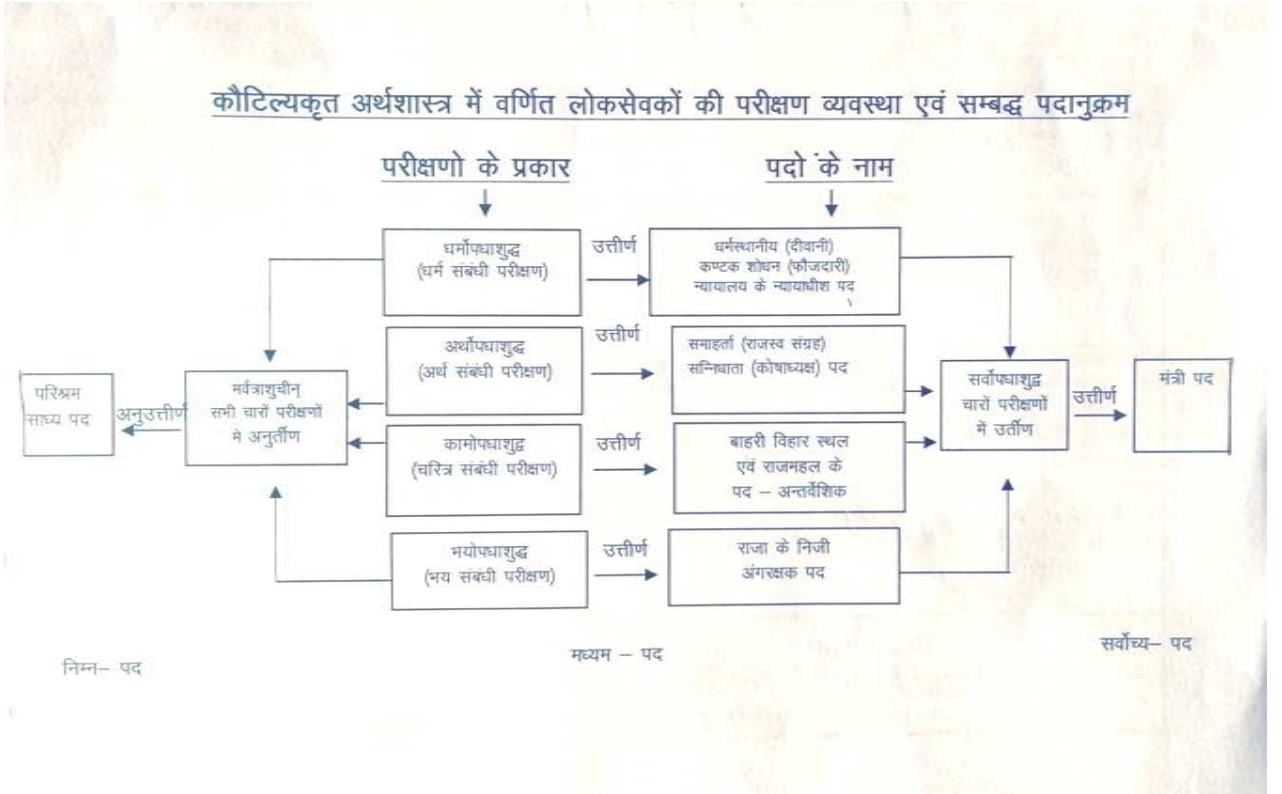 कौटिल्यकृत अर्थशास्त्र में वर्णित लोकसेवकों की परीक्षण व्यवस्था एवं सम्बद्ध पदानुक्रम
परीक्षणो के प्रकार
पदो के नाम
धर्मोपधाशुद्ध
(धर्म संबंधी परीक्षण)
उत्तीर्ण
धर्मस्थानीय (दीवानी)
कण्टक शोधन (फौजदारी)
न्यायालय के न्यायाधीश पद
अर्थोपधाशुद्ध
(अर्थ संबंधी परीक्षण)
उत्तीर्ण
समाहर्ता (राजस्व संग्रह)
सन्निधाता (कोषाध्यक्ष) पद
परिश्रम
साध्य पद
अनुउत्तीर्ण
सर्वत्राशुचीन्
सभी चारों परीक्षणों
मे अनुर्तीण
सर्वोपधाशुद्ध
चारों परीक्षणों
में उर्तीण
उत्तीर्ण
मंत्री पद
कामोपधाशुद्ध
(चरित्र संबंधी परीक्षण)
उत्तीर्ण
बाहरी विहार स्थल
एवं राजमहल के
पद – अन्तर्वेशिक
भयोपधाशुद्ध
(भय संबंधी परीक्षण)
उत्तीर्ण
राजा के निजी
अंगरक्षक पद
निम्न– पद
मध्यम – पद
सर्वोच्य– पद